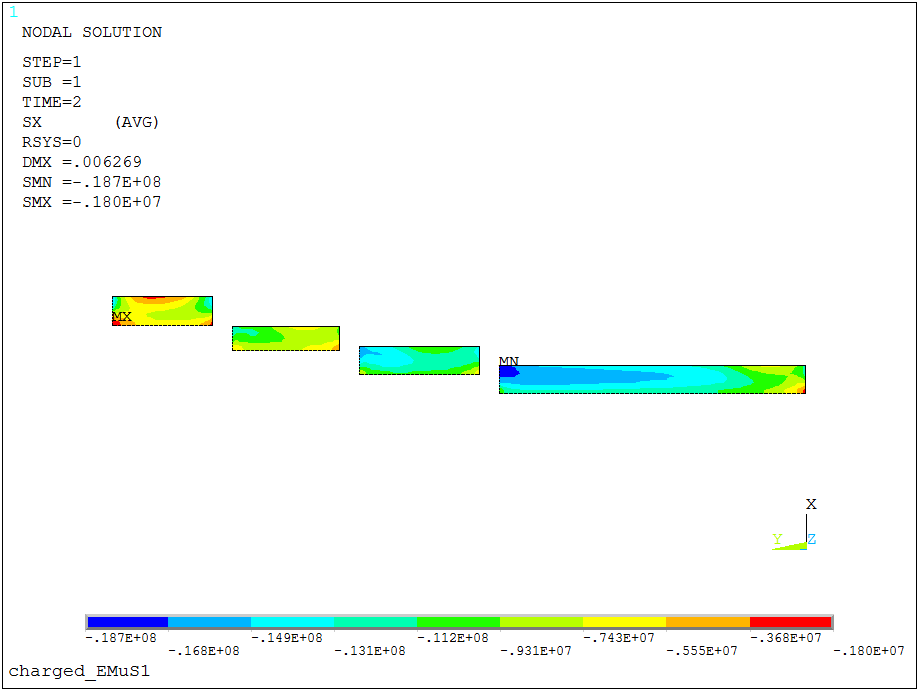 1
NODAL SOLUTION
STEP=1
SUB =1
TIME=2
SX (AVG)
RSYS=0
DMX =.006269
SMN =-.187E+08
SMX =-.180E+07
MX
MN
X
Y Z
-.187E+08 -.149E+08 -.112E+08 -.743E+07 -.368E+07
-.168E+08 -.131E+08 -.931E+07 -.555E+07 -.180E+07
charged_EMuS1